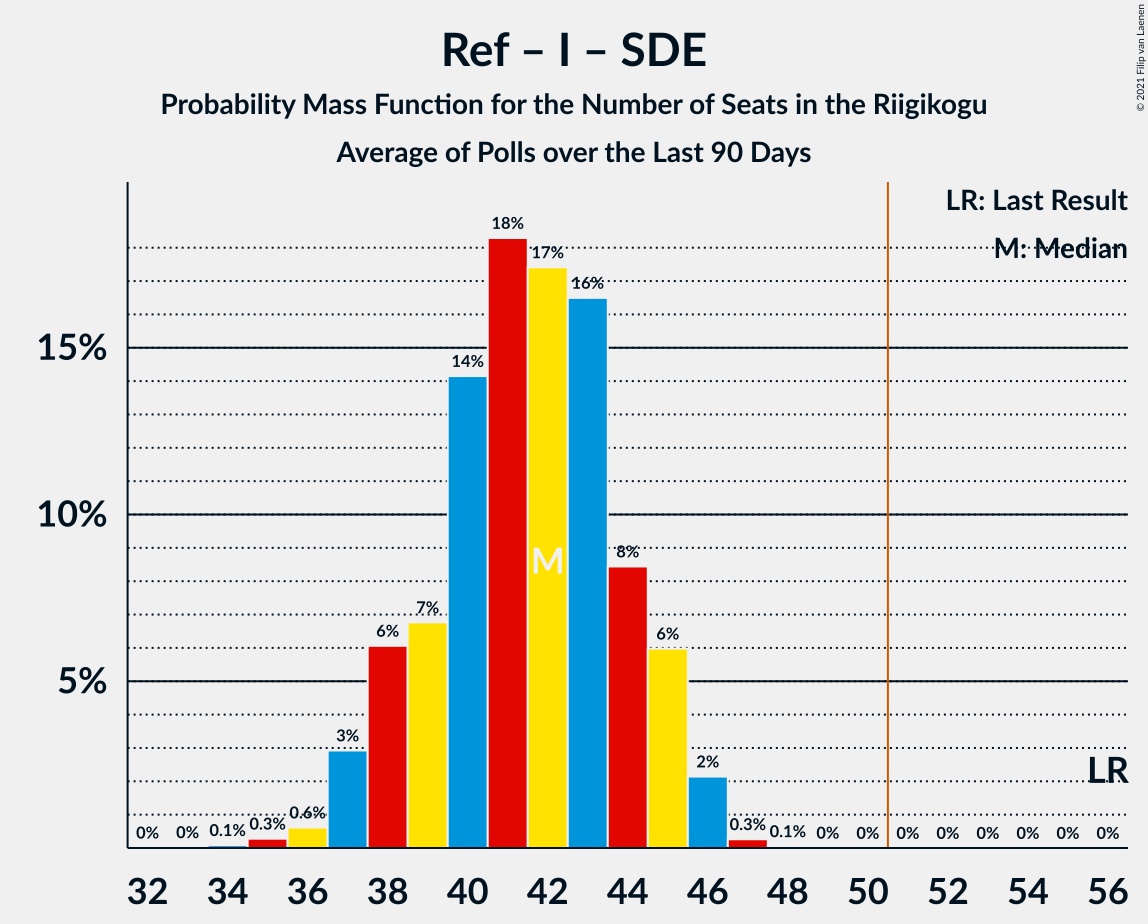 Ref – I – SDE
Probability Mass Function for the Number of Seats in the Riigikogu
Average of Polls over the Last 90 Days
© 2021 Filip van Laenen
LR: Last Result
M: Median
15%
10%
5%
0% 0% 0.1% 0.3% 0.6% 3% 6% 7% 14% 18% 17% 16% 8% 6% 2% 0.3% 0.1% 0% 0% 0% 0% 0% 0% 0% 0%
M
LR
32 34 36 38 40 42 44 46 48 50 52 54 56